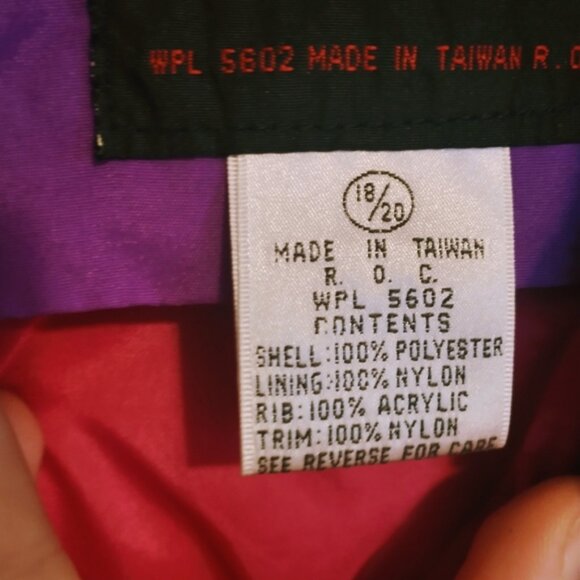 WPL 5602 MADE IN TAIWAN R.O
18/20
MADE IN TAIWAN
R. O. C.
WPL 5602
CONTENTS
SHELL:100% POLYESTER
LINING:100% NYLON
RIB:100% ACRYLIC
TRIM:100% NYLON
SEE REVERSE FOR CARE